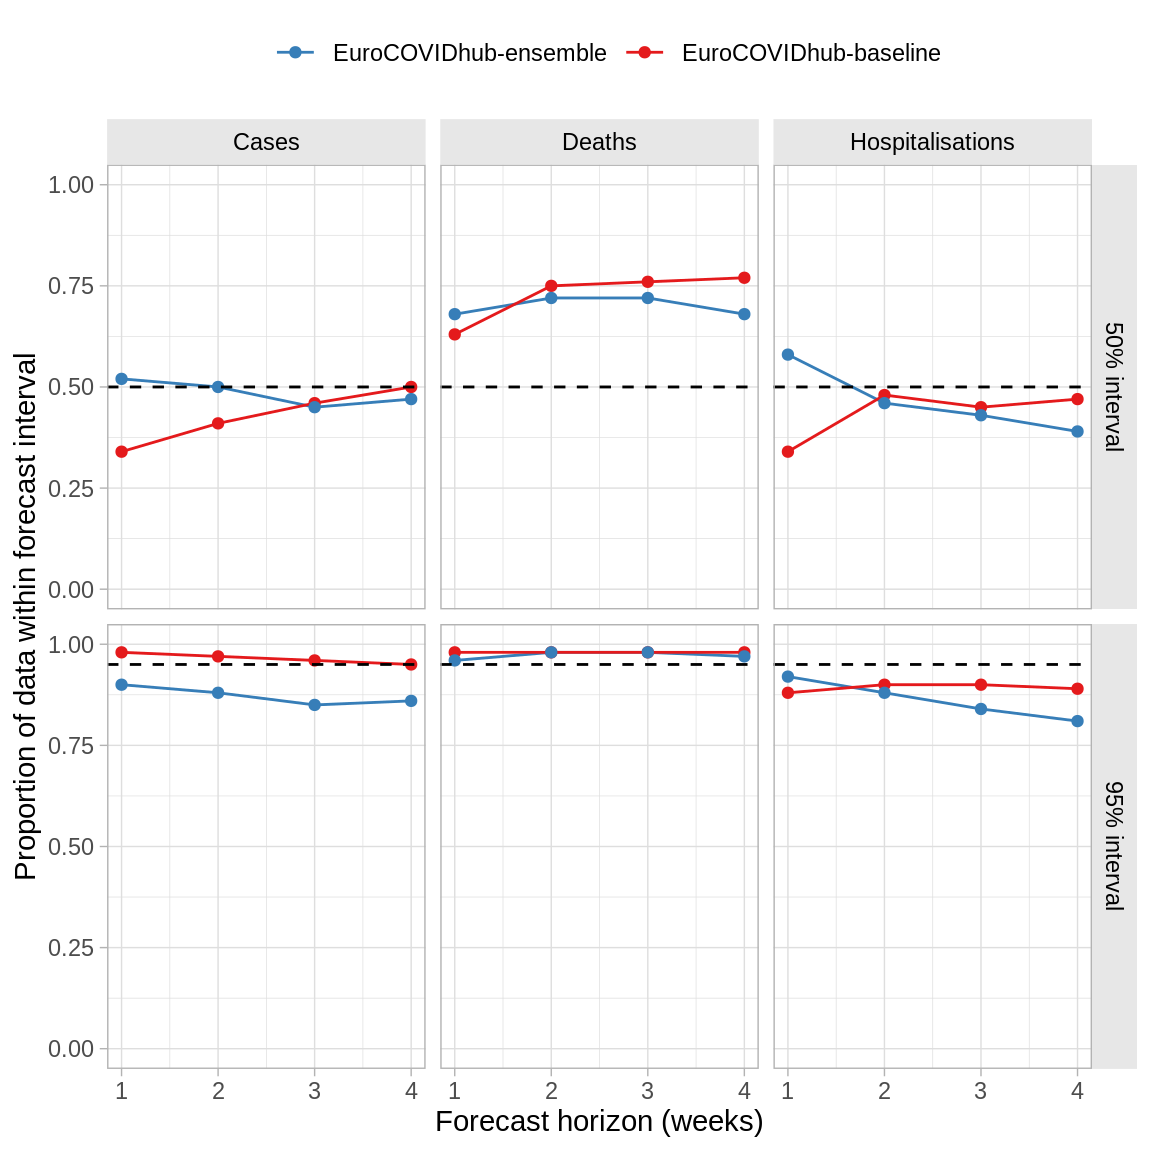 EuroCOVIDhub-ensemble EuroCOVIDhub-baseline
Cases Deaths Hospitalisations
Proportion of data within forecast interval
1.00
0.75
0.50
0.25
0.00
50% interval
1.00
0.75
0.50
0.25
0.00
95% interval
1 2 3 4 1 2 3 4 1 2 3 4
Forecast horizon (weeks)